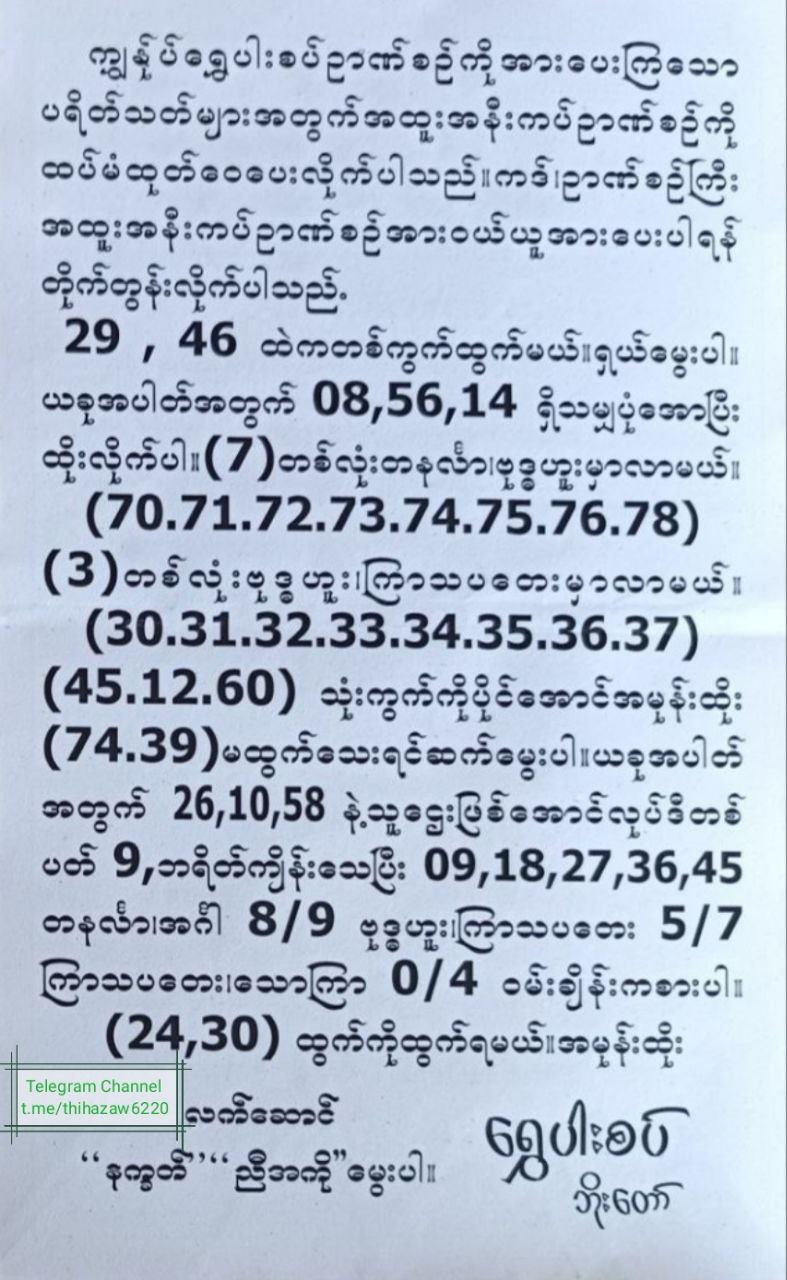 ကျွန်ုပ်ရွှေပါးစပ်ဉာဏ်စဉ်ကိုအားပေးကြသော
ပရိတ်သတ်များအတွက်အထူးအနီးကပ်ဉာဏ်စဉ်ကို
ထပ်မံထုတ်ဝေပေးလိုက်ပါသည်။ကဒ်၊ဉာဏ်စဉ်ကြီး
အထူးအနီးကပ်ဉာဏ်စဉ်အားဝယ်ယူအားပေးပါရန်
တိုက်တွန်းလိုက်ပါသည်.
29 , 46 ထဲကတစ်ကွက်ထွက်မယ်။ရှယ်မွေးပါ။
ယခုအပါတ်အတွက် 08,56,14 ရှိသမျှပုံအောပြီး
ထိုးလိုက်ပါ။(7)တစ်လုံးတနင်္လာ၊ဗုဒ္ဓဟူးမှာလာမယ်။
(70.71.72.73.74.75.76.78)
(3)တစ်လုံးဗုဒ္ဓဟူး၊ကြာသပတေးမှာလာမယ်။
(30.31.32.33.34.35.36.37)
(45.12.60) သုံးကွက်ကိုပိုင်အောင်အမုန်းထိုး
(74.39)မထွက်သေးရင်ဆက်မွေးပါ။ယခုအပါတ်
အတွက် 26,10,58 နဲ့သူဌေးဖြစ်အောင်လုပ်ဒီတစ်
ပတ် 9,ဘရိတ်ကျိန်းသေပြီး 09,18,27,36,45
တနင်္လာ၊အင်္ဂါ 8/9 ဗုဒ္ဓဟူး၊ကြာသပတေး 5/7
ကြာသပတေး၊သောကြာ 0/4 ဝမ်းချိန်းကစားပါ။
(24,30) ထွက်ကိုထွက်ရမယ်။အမုန်းထိုး
Telegram Channel
t.me/thihazaw6220
လက်ဆောင်
“နက္ခတ်”“ညီအကို”မွေးပါ။
ရွှေပါးစပ်
ဘိုးတော်